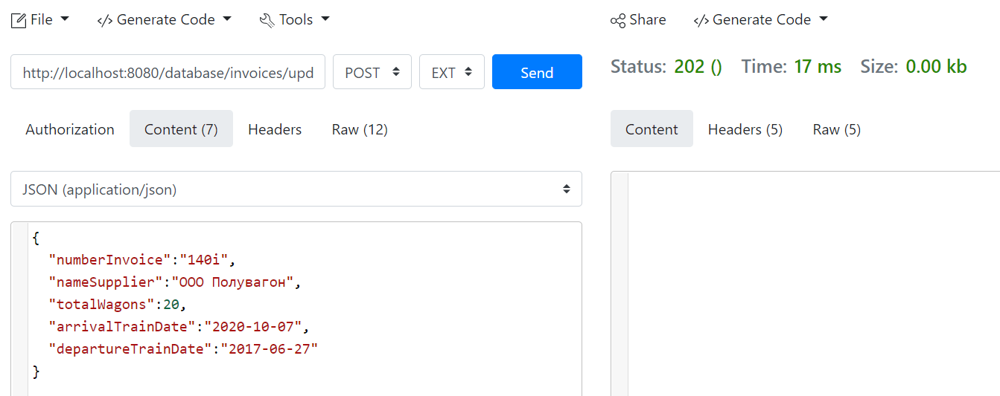 File Generate Code Tools
Share Generate Code
http://localhost:8080/database/invoices/upd POST EXT Send
Status: 202 () Time: 17 ms Size: 0.00 kb
Authorization Content (7) Headers Raw (12)
Content Headers (5) Raw (5)
JSON (application/json)
{
"numberInvoice":"140i",
"nameSupplier":"ООО Полувагон",
"totalWagons":20,
"arrivalTrainDate":"2020-10-07",
"departureTrainDate":"2017-06-27"
}